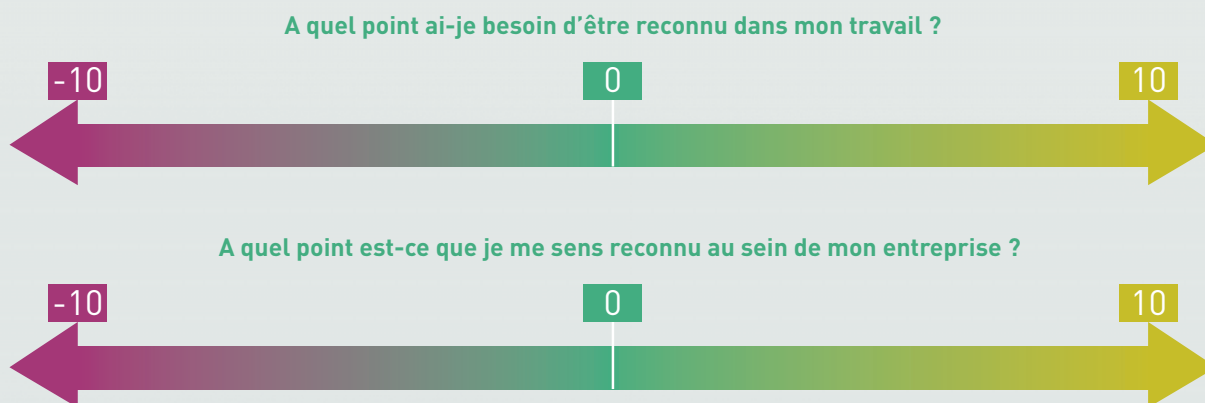 A quel point ai-je besoin d’être reconnu dans mon travail ?
-10 0 10
A quel point est-ce que je me sens reconnu au sein de mon entreprise ?
-10 0 10